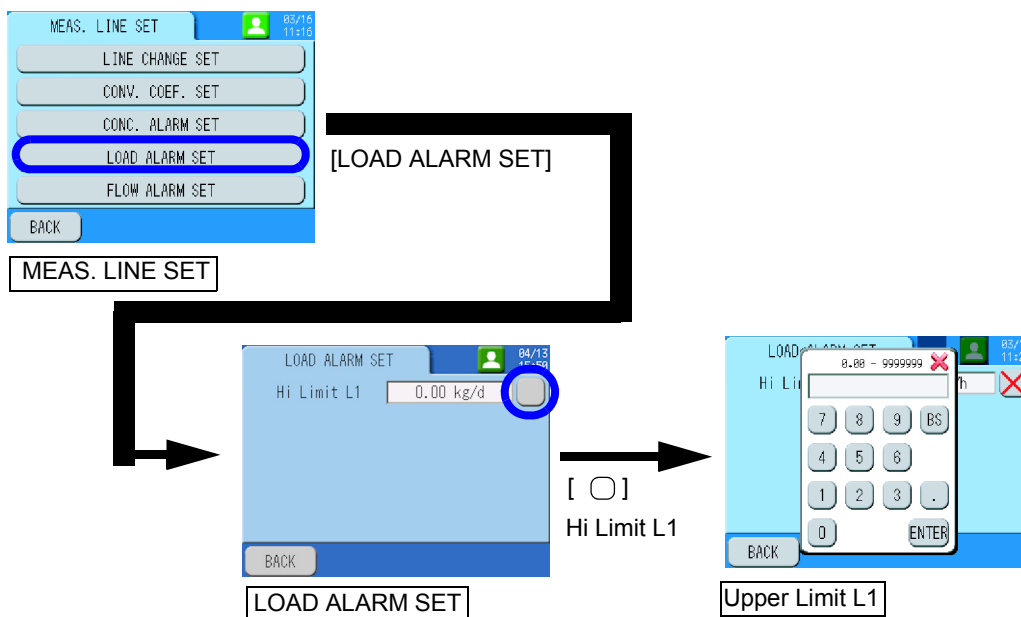 MEAS. LINE SET
03/16
11:16
LINE CHANGE SET
CONV. COEF. SET
CONC. ALARM SET
LOAD ALARM SET
FLOW ALARM SET
BACK
MEAS. LINE SET
[LOAD ALARM SET]
LOAD ALARM SET
04/13
Hi Limit L1
0.00 kg/d
BACK
LOAD ALARM SET
[ ]
Hi Limit L1
0.00 - 9999999
7 8 9 BS
4 5 6
1 2 3 .
0 ENTER
BACK
Upper Limit L1